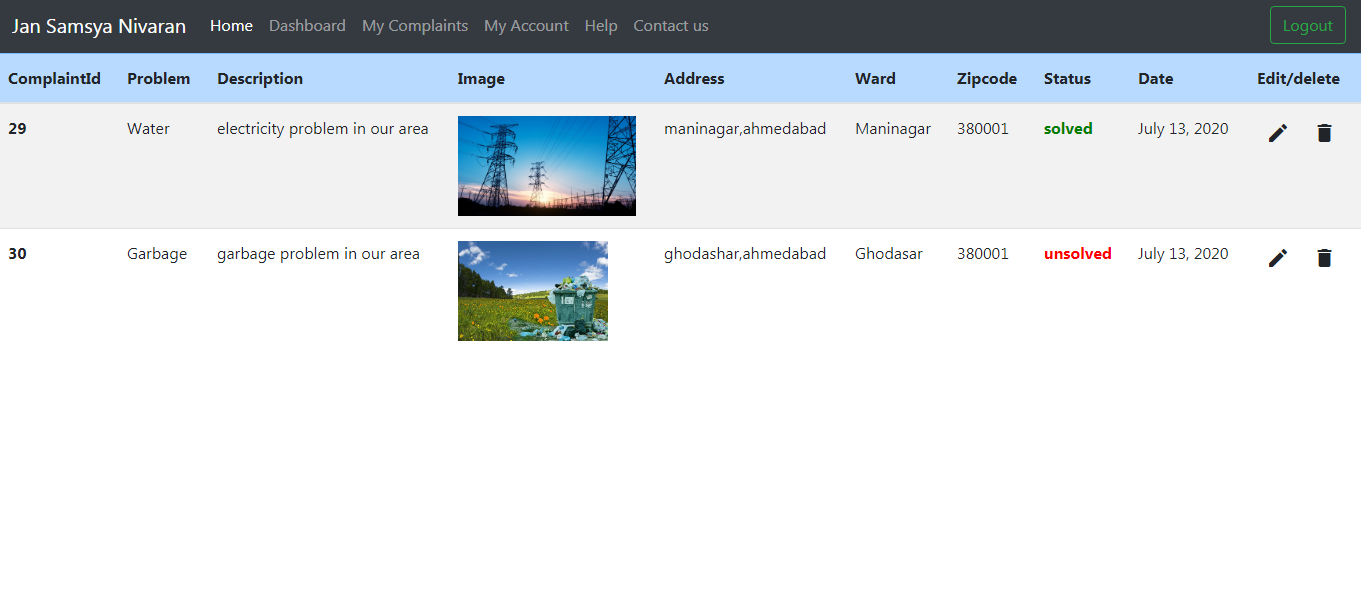 Jan Samsya Nivaran Home Dashboard My Complaints My Account Help Contact us Logout
ComplaintId Problem Description Image Address Ward Zipcode Status Date Edit/delete
29 Water electricity problem in our area maninagar,ahmedabad Maninagar 380001 solved July 13, 2020
30 Garbage garbage problem in our area ghodashar,ahmedabad Ghodasar 380001 unsolved July 13, 2020